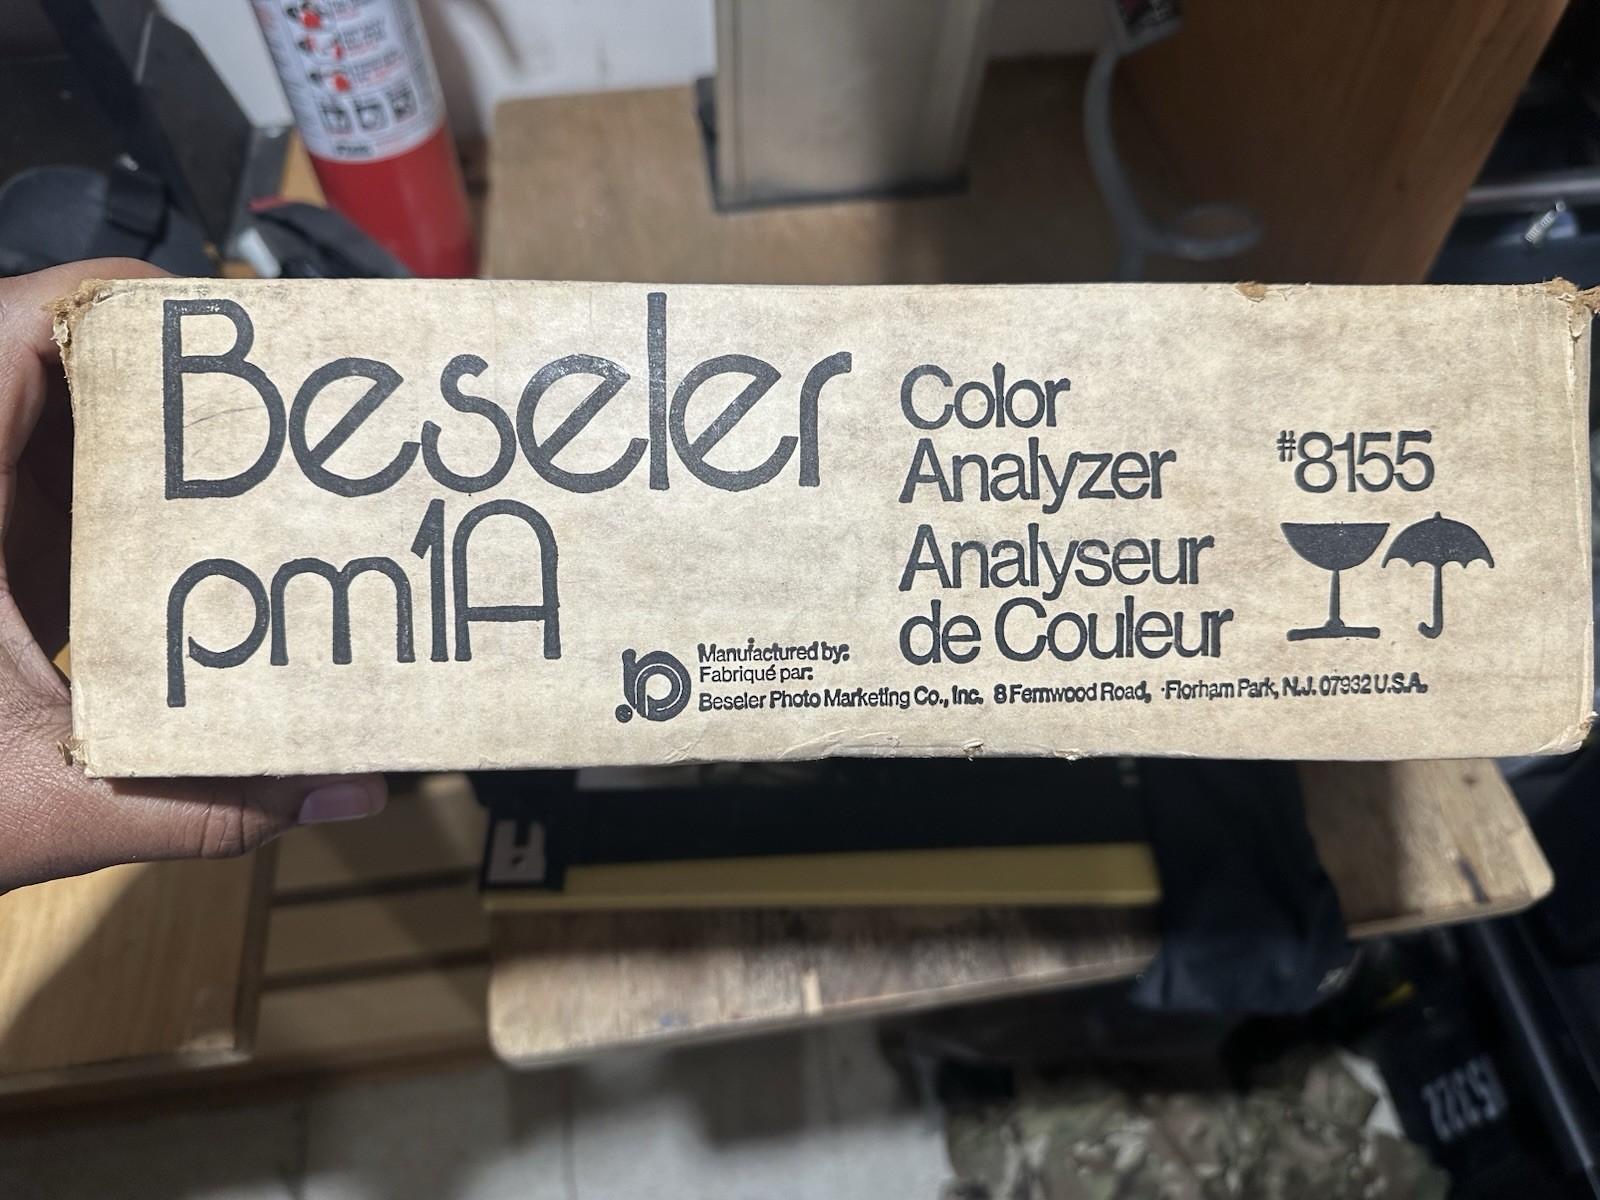 Beseler
pm1A
Color
Analyzer
Analyseur
de Couleur
#8155
Manufactured by:
Fabriqué par:
Beseler Photo Marketing Co., Inc. 8 Fernwood Road, Florham Park, N.J. 07932 U.S.A.